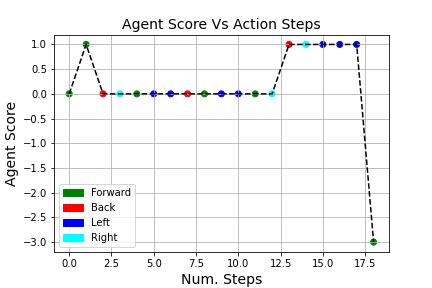 Agent Score Vs Action Steps
Agent Score
1.0
0.5
0.0
−0.5
−1.0
−1.5
−2.0
−2.5
−3.0
Forward
Back
Left
Right
0.0 2.5 5.0 7.5 10.0 12.5 15.0 17.5
Num. Steps